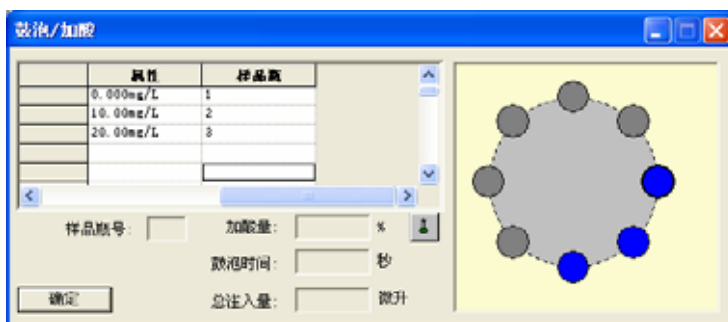 鼓泡/加酸
属性 样品瓶
0.000mg/L 1
10.00mg/L 2
20.00mg/L 3
样品瓶号: 加酸量: %
鼓泡时间: 秒
确定 总注入量: 微升